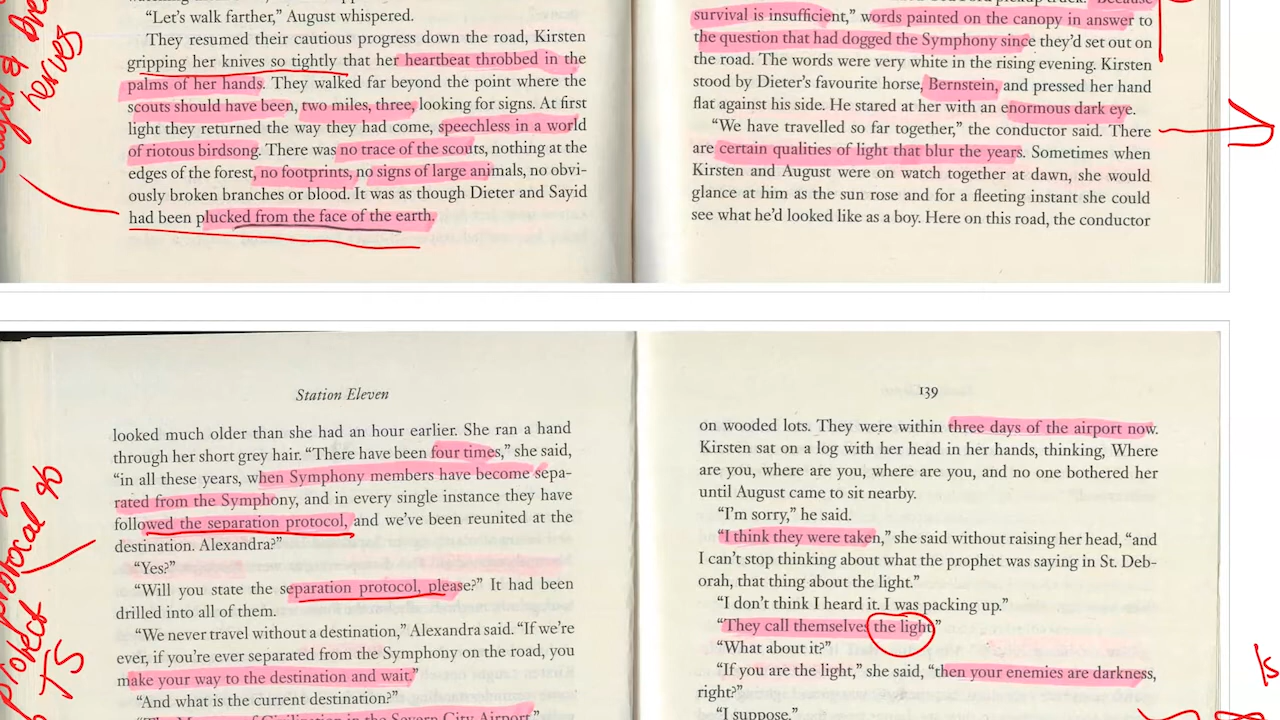 "Let's walk farther," August whispered.
They resumed their cautious progress down the road, Kirsten
gripping her knives so tightly that her heartbeat throbbed in the
palms of her hands. They walked far beyond the point where the
scouts should have been, two miles, three, looking for signs. At first
light they returned the way they had come, speechless in a world
of riotous birdsong. There was no trace of the scouts, nothing at the
edges of the forest, no footprints, no signs of large animals, no obvi-
ously broken branches or blood. It was as though Dieter and Sayid
had been plucked from the face of the earth.
nerves
survival is insufficient," words painted on the canopy in answer to
the question that had dogged the Symphony since they'd set out on
the road. The words were very white in the rising evening. Kirsten
stood by Dieter's favourite horse, Bernstein, and pressed her hand
flat against his side. He stared at her with an enormous dark eye.
"We have travelled so far together," the conductor said. There
are certain qualities of light that blur the years. Sometimes when
Kirsten and August were on watch together at dawn, she would
glance at him as the sun rose and for a fleeting instant she could
see what he'd looked like as a boy. Here on this road, the conductor
Station Eleven
looked much older than she had an hour earlier. She ran a hand
through her short grey hair. "There have been four times," she said,
"in all these years, when Symphony members have become sepa-
rated from the Symphony, and in every single instance they have
followed the separation protocol, and we've been reunited at the
destination. Alexandra?"
"Yes?"
"Will you state the separation protocol, please?" It had been
drilled into all of them.
"We never travel without a destination," Alexandra said. "If we're
ever, if you're ever separated from the Symphony on the road, you
make your way to the destination and wait."
"And what is the current destination?"
"The Museum of Civilization in the Severn City Airport."
protocal
protect
TS
139
on wooded lots. They were within three days of the airport now.
Kirsten sat on a log with her head in her hands, thinking, Where
are you, where are you, where are you, and no one bothered her
until August came to sit nearby.
"I'm sorry," he said.
"I think they were taken," she said without raising her head, "and
I can't stop thinking about what the prophet was saying in St. Deb-
orah, that thing about the light."
"I don't think I heard it. I was packing up."
"They call themselves the light."
"What about it?"
"If you are the light," she said, "then your enemies are darkness,
right?"
"I suppose."
Is